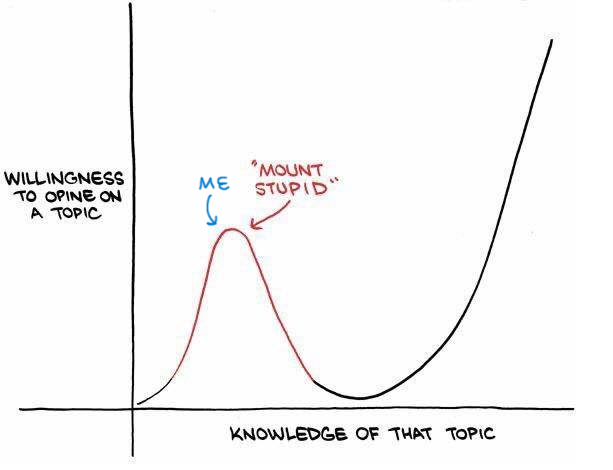 WILLINGNESS
TO OPINE ON
A TOPIC
ME
"MOUNT
STUPID"
KNOWLEDGE OF THAT TOPIC